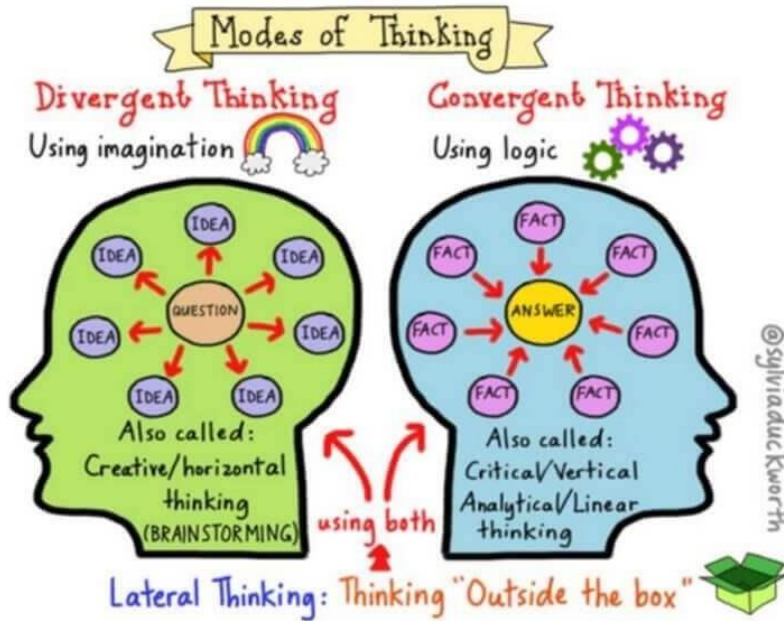 Modes of Thinking
Divergent Thinking
Using imagination
IDEA
IDEA
IDEA
IDEA
IDEA
IDEA
IDEA
QUESTION
Also called:
Creative/horizontal
thinking
(BRAINSTORMING)
Convergent Thinking
Using logic
FACT
FACT
FACT
FACT
FACT
FACT
FACT
ANSWER
Also called:
Critical/Vertical
Analytical/Linear
thinking
using both
Lateral Thinking: Thinking "Outside the box"
@sylviaduckworth